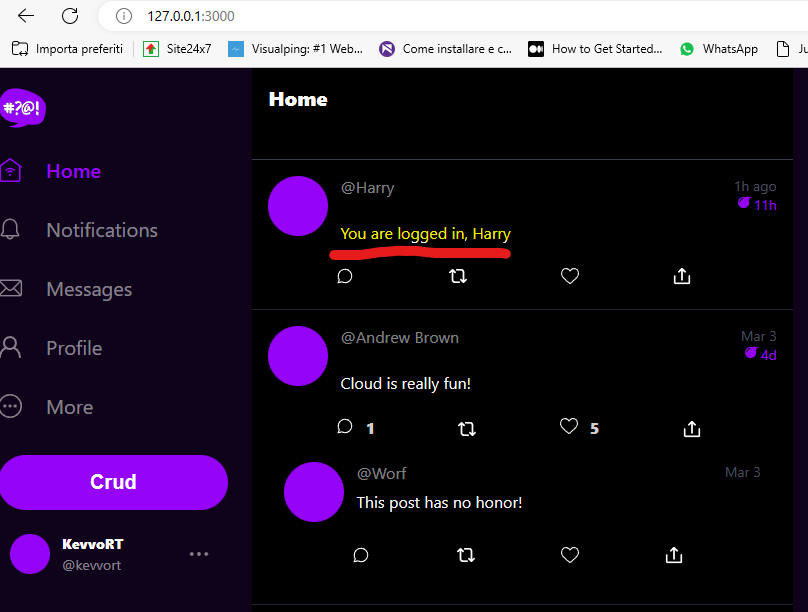 127.0.0.1:3000
Importa preferiti
Site24x7
Visualping: #1 Web...
Come installare e c...
How to Get Started...
WhatsApp
Ju
#?@!
Home
Home
Notifications
Messages
Profile
More
Crud
KevvoRT
@kevvort
@Harry
1h ago
11h
You are logged in, Harry
@Andrew Brown
Mar 3
4d
Cloud is really fun!
1
5
@Worf
Mar 3
This post has no honor!